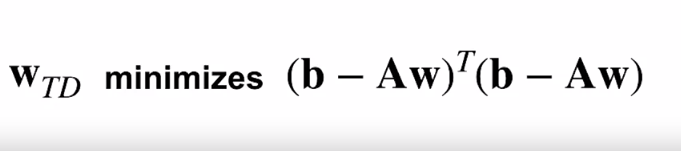 w_TD minimizes (b − Aw)^T(b − Aw)